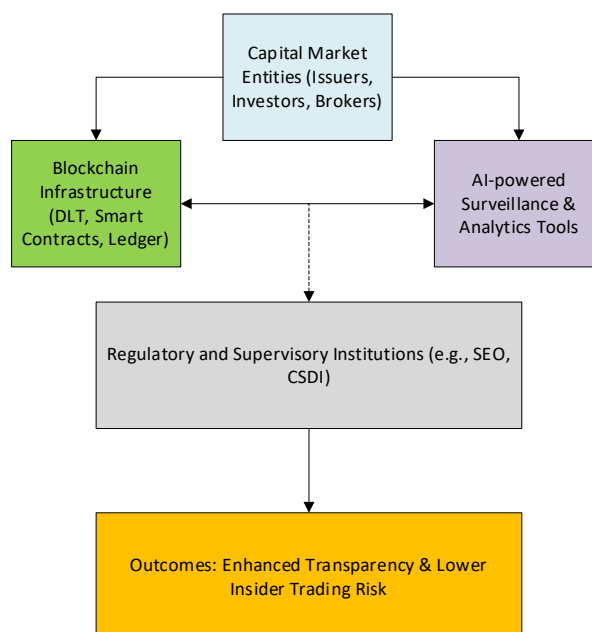 Capital Market
Entities (Issuers,
Investors, Brokers)
Blockchain
Infrastructure
(DLT, Smart
Contracts, Ledger)
AI-powered
Surveillance &
Analytics Tools
Regulatory and Supervisory Institutions (e.g., SEO,
CSDI)
Outcomes: Enhanced Transparency & Lower
Insider Trading Risk